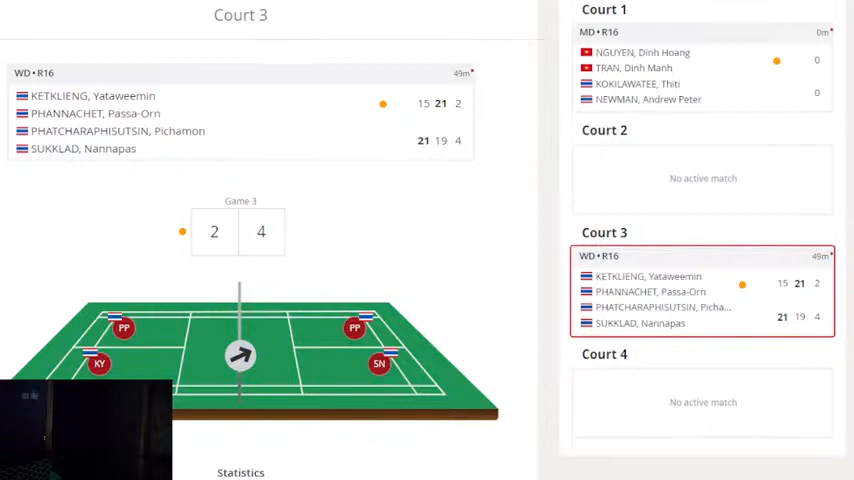 Court 3
WD • R16
49m
KETKLIENG, Yataweemin
PHANNACHET, Passa-Orn
15 21 2
PHATCHARAPHISUTSIN, Pichamon
SUKKLAD, Nannapas
21 19 4
Game 3
2 4
PP
PP
KY
SN
Statistics
Court 1
MD • R16
0m
NGUYEN, Dinh Hoang
TRAN, Dinh Manh
0
KOKILAWATEE, Thiti
NEWMAN, Andrew Peter
0
Court 2
No active match
Court 3
WD • R16
49m
KETKLIENG, Yataweemin
PHANNACHET, Passa-Orn
15 21 2
PHATCHARAPHISUTSIN, Picha...
SUKKLAD, Nannapas
21 19 4
Court 4
No active match